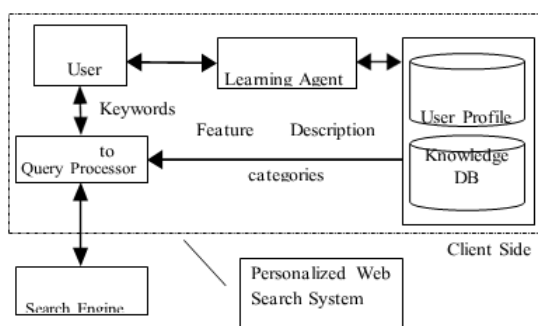 User
Learning Agent
User Profile
Keywords
Feature Description
to
Query Processor
categories
Knowledge
DB
Client Side
Search Engine
Personalized Web
Search System